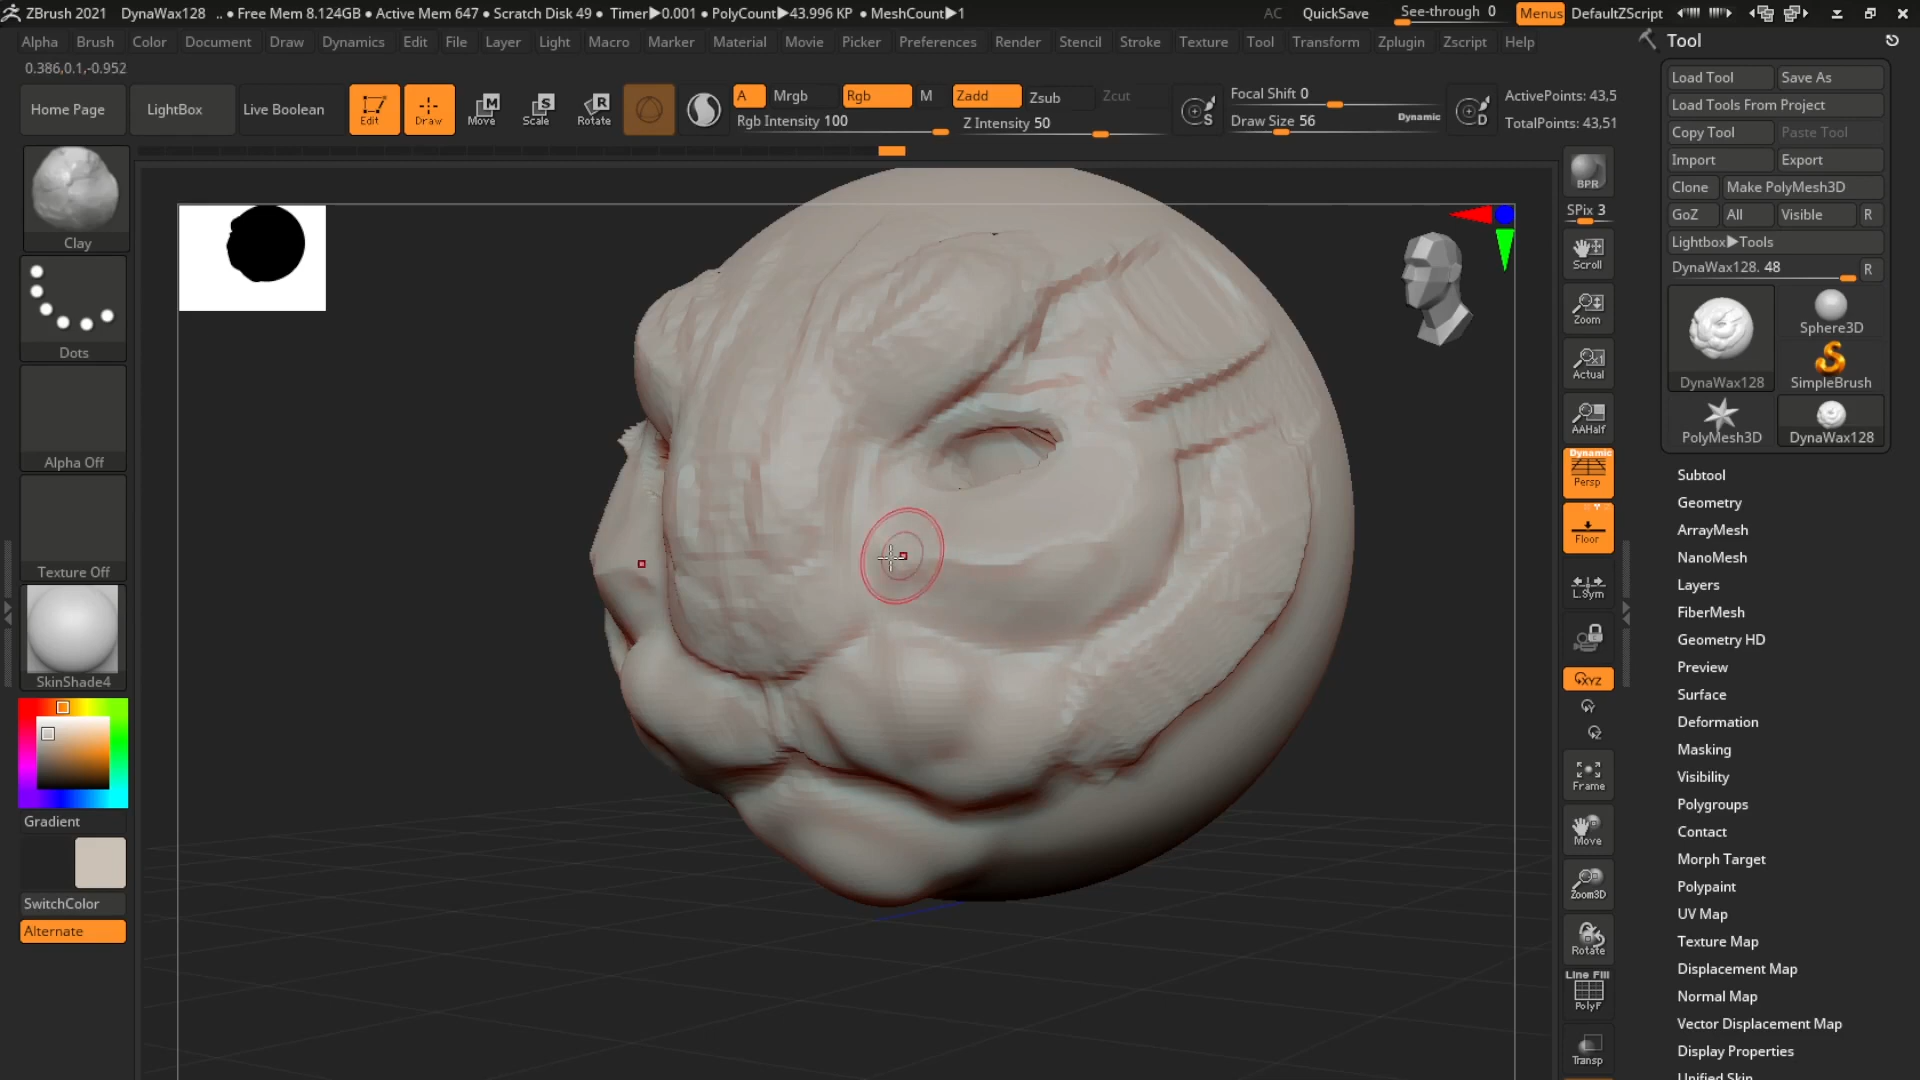 ZBrush 2021 DynaWax128 .. ● Free Mem 8.124GB ● Active Mem 647 ● Scratch Disk 49 ● Timer▶0.001 ● PolyCount▶43.996 KP ● MeshCount▶1 AC QuickSave See-through 0 Menus DefaultZScript
Alpha Brush Color Document Draw Dynamics Edit File Layer Light Macro Marker Material Movie Picker Preferences Render Stencil Stroke Texture Tool Transform Zplugin Zscript Help
Tool
0.386,0.1,-0.952
Home Page LightBox Live Boolean Edit Draw Move Scale Rotate
M S R
A Mrgb Rgb M Zadd Zsub Zcut
Rgb Intensity 100 Z Intensity 50
S Focal Shift 0
Draw Size 56 Dynamic
D ActivePoints: 43,5
TotalPoints: 43,51
Load Tool Save As
Load Tools From Project
Copy Tool Paste Tool
Import Export
Clone Make PolyMesh3D
GoZ All Visible R
Lightbox▶Tools
DynaWax128. 48 R
DynaWax128
Sphere3D
SimpleBrush
PolyMesh3D
DynaWax128
Subtool
Geometry
ArrayMesh
NanoMesh
Layers
FiberMesh
Geometry HD
Preview
Surface
Deformation
Masking
Visibility
Polygroups
Contact
Morph Target
Polypaint
UV Map
Texture Map
Displacement Map
Normal Map
Vector Displacement Map
Display Properties
Unified Skin
Clay
Dots
Alpha Off
Texture Off
SkinShade4
Gradient
SwitchColor
Alternate
BPR
SPix 3
Scroll
Zoom
Actual
AAHalf
Dynamic
Persp
Floor
L.Sym
XYZ
Y
Z
Frame
Move
Zoom3D
Rotate
Line Fill
PolyF
Transp